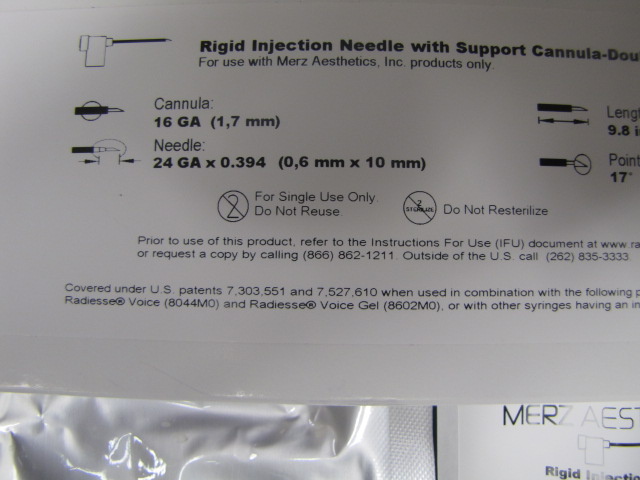 Rigid Injection Needle with Support Cannula-Dou
For use with Merz Aesthetics, Inc. products only.
Cannula:
16 GA (1,7 mm)
Needle:
24 GA x 0.394 (0,6 mm x 10 mm)
Lengt
9.8 i
Point
17°
2
For Single Use Only
Do Not Reuse
2
STERILIZE
Do Not Resterilize
Prior to use of this product, refer to the Instructions For Use (IFU) document at www.ra
or request a copy by calling (866) 862-1211. Outside of the U.S. call (262) 835-3333
Covered under U.S. patents 7,303,551 and 7,527,610 when used in combination with the following p
Radiesse® Voice (8044M0) and Radiesse® Voice Gel (8602M0), or with other syringes having an in
MERZ AEST
Rigid Injectio